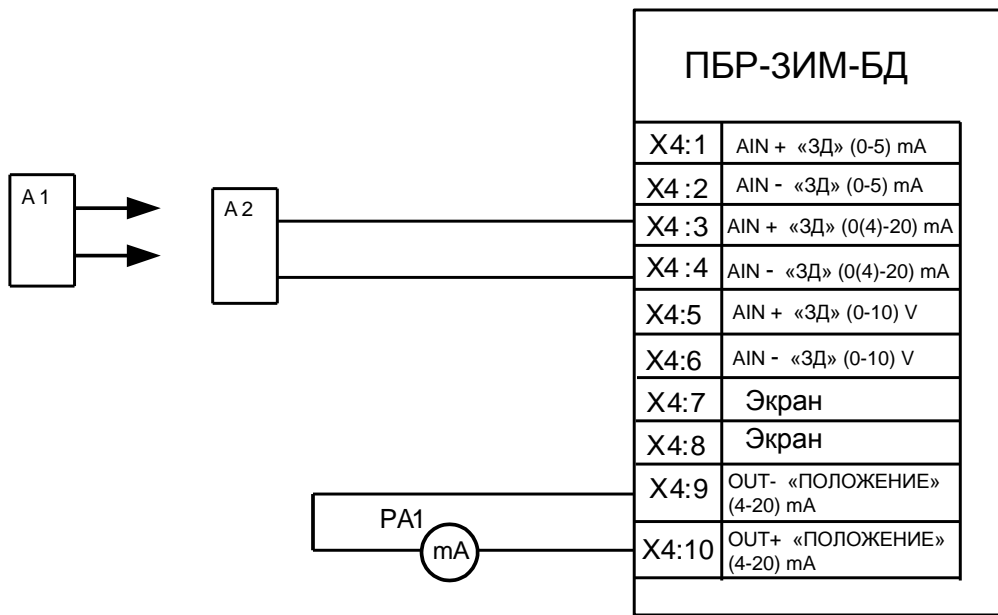 ПБР-3ИМ-БД
X4:1 AIN + «ЗД» (0-5) mA
X4:2 AIN - «ЗД» (0-5) mA
A1
A2
X4:3 AIN + «ЗД» (0(4)-20) mA
X4:4 AIN - «ЗД» (0(4)-20) mA
X4:5 AIN + «ЗД» (0-10) V
X4:6 AIN - «ЗД» (0-10) V
X4:7 Экран
X4:8 Экран
X4:9 OUT- «ПОЛОЖЕНИЕ»
(4-20) mA
PA1
mA
X4:10 OUT+ «ПОЛОЖЕНИЕ»
(4-20) mA